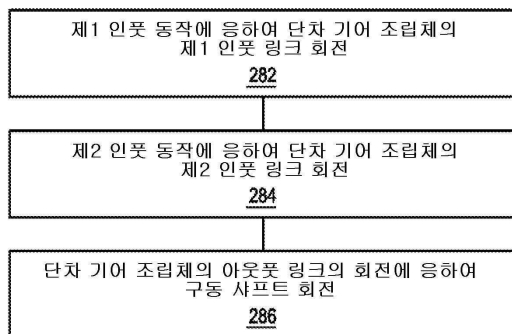 제1 인풋 동작에 응하여 단차 기어 조립체의
제1 인풋 링크 회전
282
제2 인풋 동작에 응하여 단차 기어 조립체의
제2 인풋 링크 회전
284
단차 기어 조립체의 아웃풋 링크의 회전에 응하여
구동 샤프트 회전
286